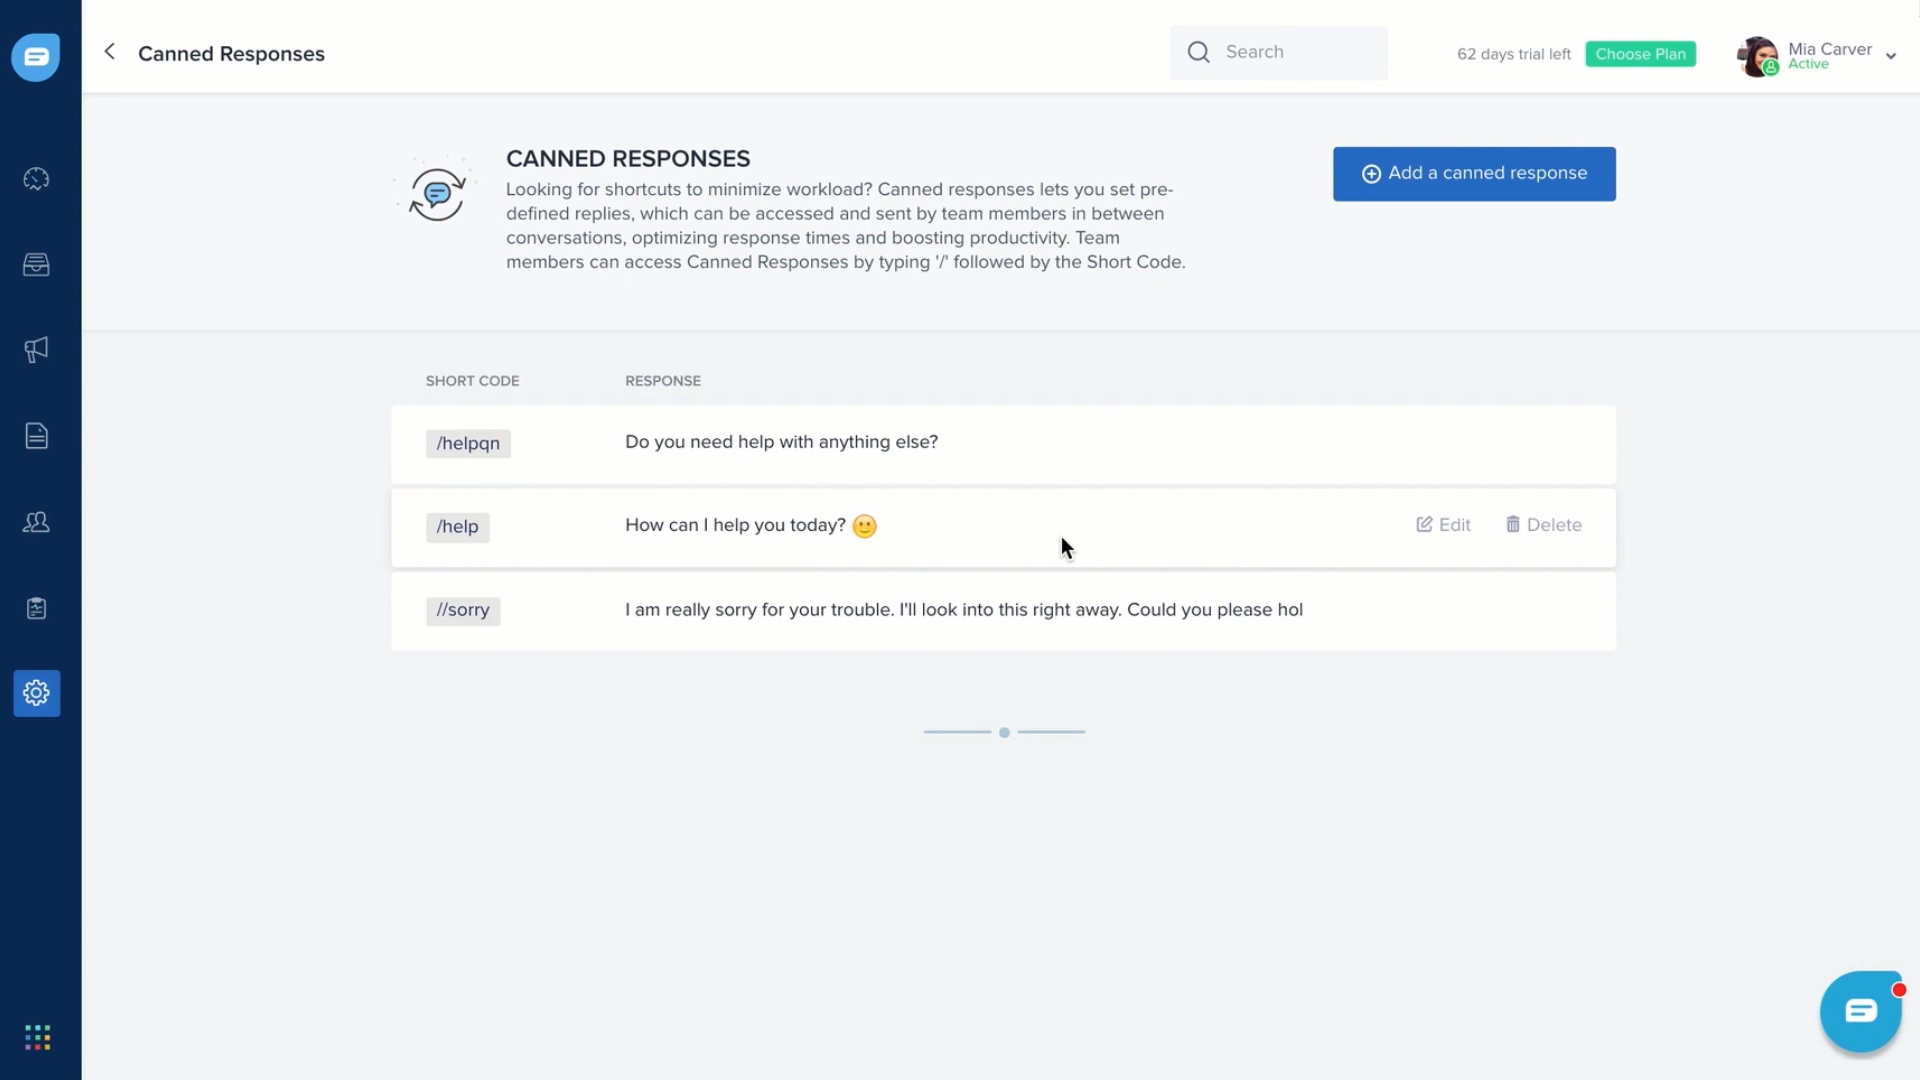 Canned Responses
Search
62 days trial left
Choose Plan
Mia Carver
Active
CANNED RESPONSES
Looking for shortcuts to minimize workload? Canned responses lets you set pre-
defined replies, which can be accessed and sent by team members in between
conversations, optimizing response times and boosting productivity. Team
members can access Canned Responses by typing '/' followed by the Short Code.
Add a canned response
SHORT CODE
RESPONSE
/helpqn
Do you need help with anything else?
/help
How can I help you today? 🙂
Edit
Delete
//sorry
I am really sorry for your trouble. I'll look into this right away. Could you please hol